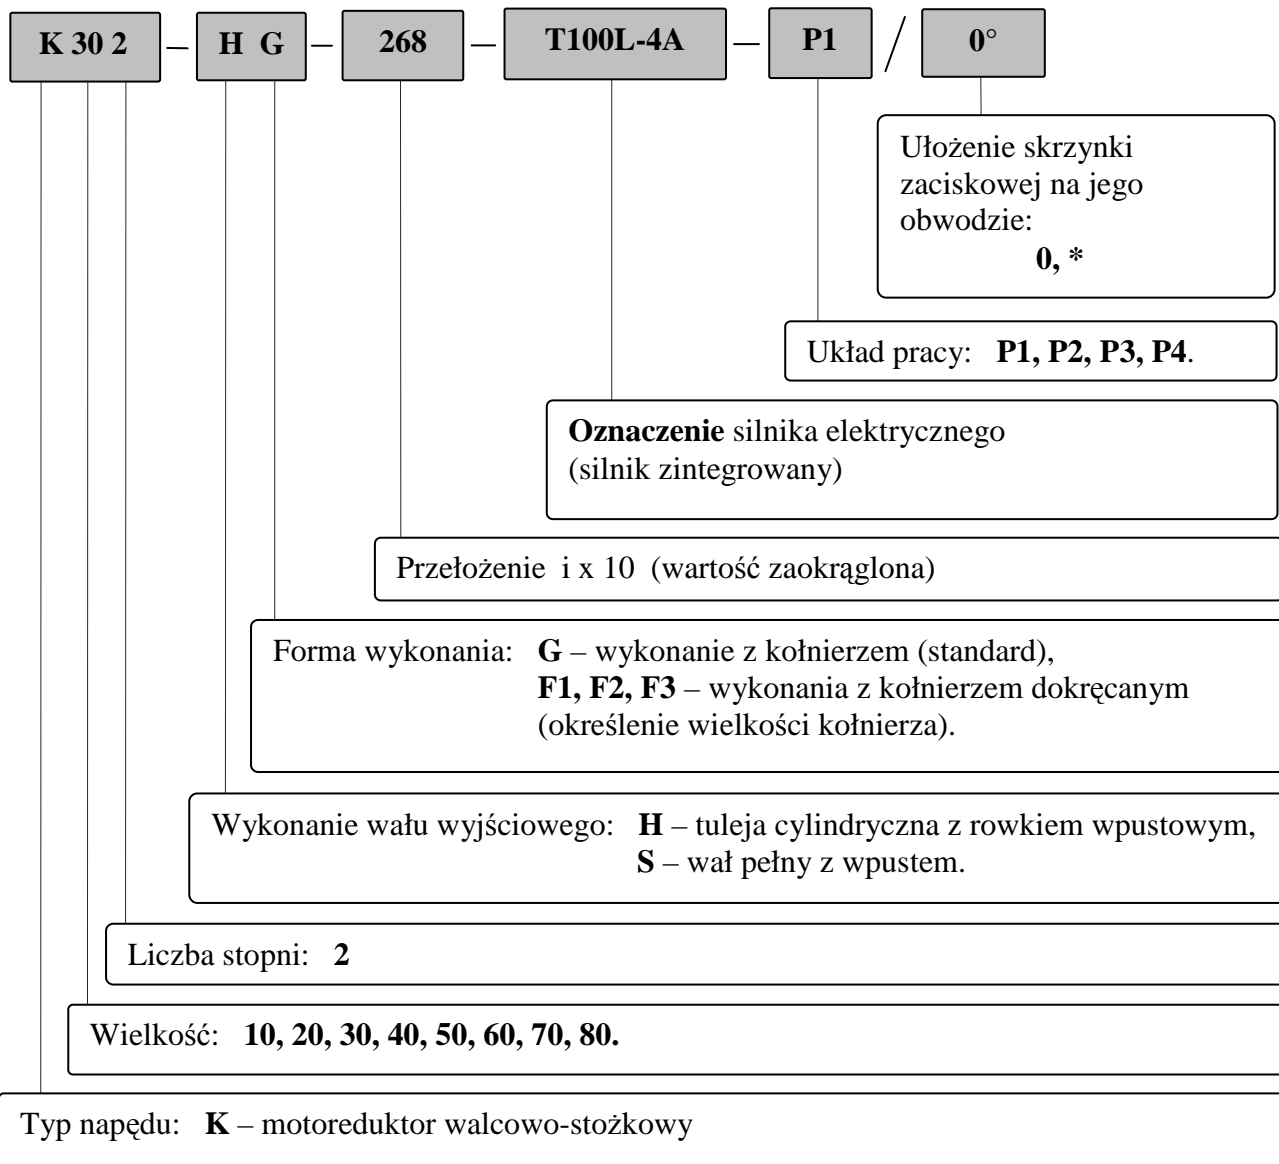 K 30 2 – H G – 268 – T100L-4A – P1 / 0°
Ułożenie skrzynki
zaciskowej na jego
obwodzie:
0, *
Układ pracy: P1, P2, P3, P4.
Oznaczenie silnika elektrycznego
(silnik zintegrowany)
Przełożenie i x 10 (wartość zaokrąglona)
Forma wykonania: G – wykonanie z kołnierzem (standard),
F1, F2, F3 – wykonania z kołnierzem dokręcanym
(określenie wielkości kołnierza).
Wykonanie wału wyjściowego: H – tuleja cylindryczna z rowkiem wpustowym,
S – wał pełny z wpustem.
Liczba stopni: 2
Wielkość: 10, 20, 30, 40, 50, 60, 70, 80.
Typ napędu: K – motoreduktor walcowo-stożkowy